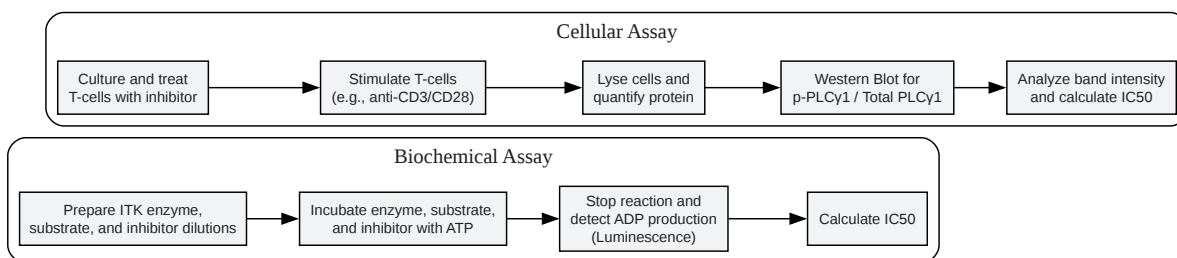 Cellular Assay
Culture and treat
T-cells with inhibitor
Stimulate T-cells
(e.g., anti-CD3/CD28)
Lyse cells and
quantify protein
Western Blot for
p-PLCγ1 / Total PLCγ1
Analyze band intensity
and calculate IC50
Biochemical Assay
Prepare ITK enzyme,
substrate, and inhibitor dilutions
Incubate enzyme, substrate,
and inhibitor with ATP
Stop reaction and
detect ADP production
(Luminescence)
Calculate IC50